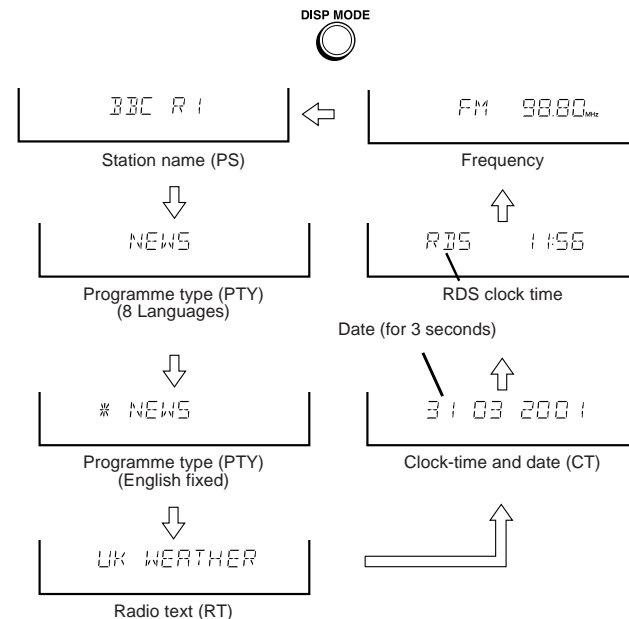 DISP MODE
BBC R1
Station name (PS)
NEWS
Programme type (PTY)
(8 Languages)
* NEWS
Programme type (PTY)
(English fixed)
UK WEATHER
Radio text (RT)
FM 98.80 MHz
Frequency
RDS 11:56
RDS clock time
Date (for 3 seconds)
31 03 2001
Clock-time and date (CT)